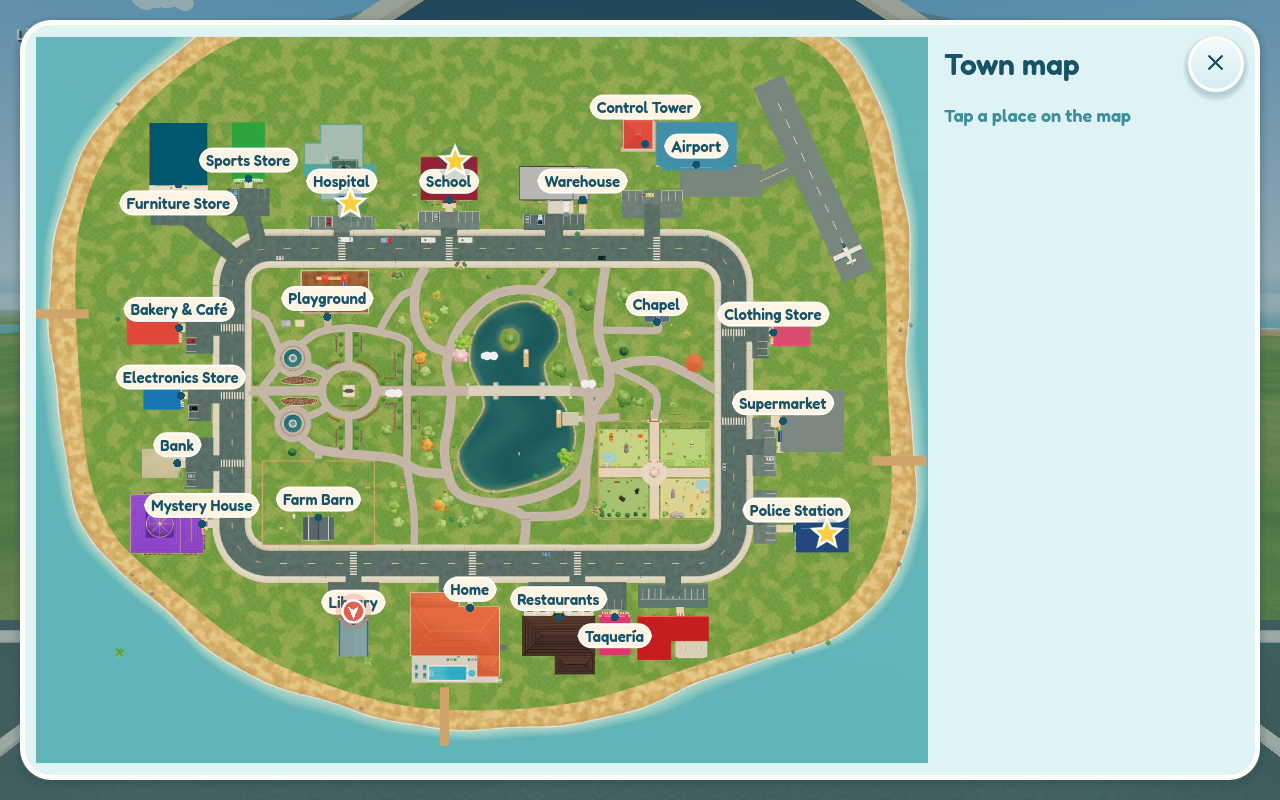 Town map
Tap a place on the map
Control Tower
Airport
Sports Store
Hospital
School
Warehouse
Furniture Store
Playground
Chapel
Bakery & Café
Clothing Store
Electronics Store
Supermarket
Bank
Farm Barn
Mystery House
Police Station
Home
Restaurants
Taquería